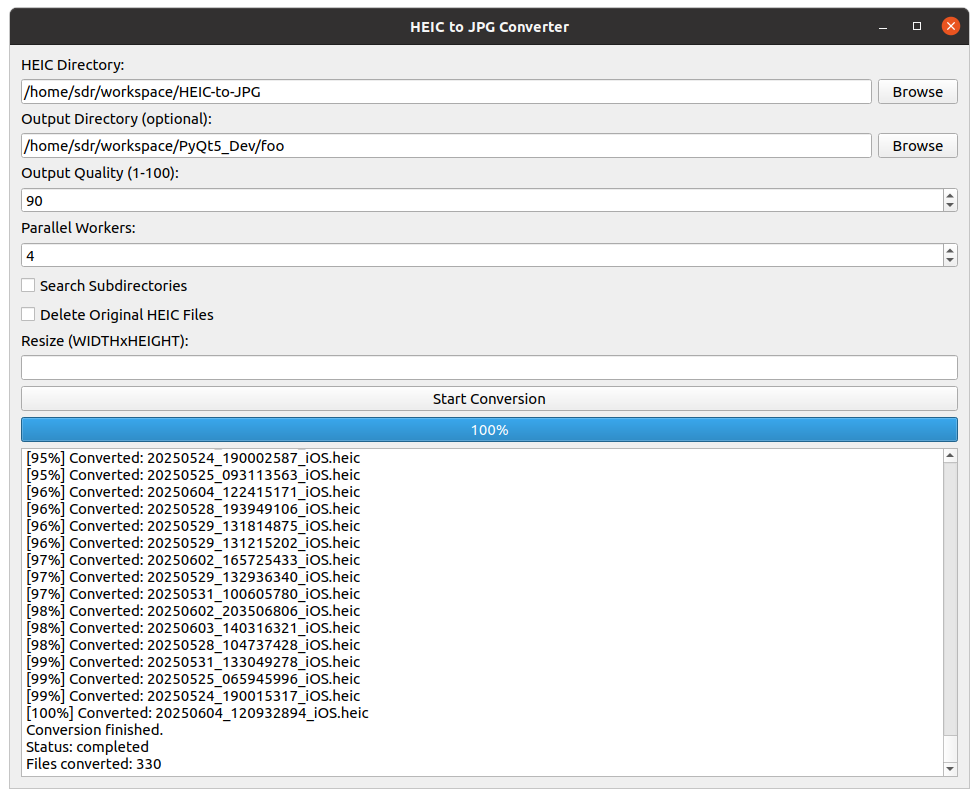 HEIC to JPG Converter
HEIC Directory:
/home/sdr/workspace/HEIC-to-JPG Browse
Output Directory (optional):
/home/sdr/workspace/PyQt5_Dev/foo Browse
Output Quality (1-100):
90
Parallel Workers:
4
Search Subdirectories
Delete Original HEIC Files
Resize (WIDTHxHEIGHT):
Start Conversion
100%
[95%] Converted: 20250524_190002587_iOS.heic
[95%] Converted: 20250525_093113563_iOS.heic
[96%] Converted: 20250604_122415171_iOS.heic
[96%] Converted: 20250528_193949106_iOS.heic
[96%] Converted: 20250529_131814875_iOS.heic
[96%] Converted: 20250529_131215202_iOS.heic
[97%] Converted: 20250602_165725433_iOS.heic
[97%] Converted: 20250529_132936340_iOS.heic
[97%] Converted: 20250531_100605780_iOS.heic
[98%] Converted: 20250602_203506806_iOS.heic
[98%] Converted: 20250603_140316321_iOS.heic
[98%] Converted: 20250528_104737428_iOS.heic
[99%] Converted: 20250531_133049278_iOS.heic
[99%] Converted: 20250525_065945996_iOS.heic
[99%] Converted: 20250524_190015317_iOS.heic
[100%] Converted: 20250604_120932894_iOS.heic
Conversion finished.
Status: completed
Files converted: 330